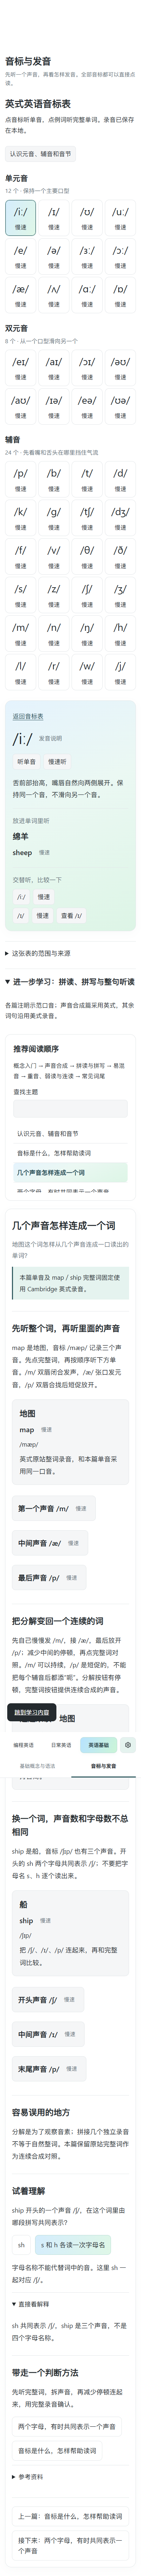 音标与发音
先听一个声音，再看怎样发音。全部音标都可以直接点
读。
英式英语音标表
点音标听单音，点例词听完整单词。录音已保存
在本地。
认识元音、辅音和音节
单元音
12 个 · 保持一个主要口型
/iː/ /ɪ/ /ʊ/ /uː/
慢速 慢速 慢速 慢速
/e/ /ə/ /ɜː/ /ɔː/
慢速 慢速 慢速 慢速
/æ/ /ʌ/ /ɑː/ /ɒ/
慢速 慢速 慢速 慢速
双元音
8 个 · 从一个口型滑向另一个
/eɪ/ /aɪ/ /ɔɪ/ /əʊ/
慢速 慢速 慢速 慢速
/aʊ/ /ɪə/ /eə/ /ʊə/
慢速 慢速 慢速 慢速
辅音
24 个 · 先看嘴和舌头在哪里挡住气流
/p/ /b/ /t/ /d/
慢速 慢速 慢速 慢速
/k/ /g/ /tʃ/ /dʒ/
慢速 慢速 慢速 慢速
/f/ /v/ /θ/ /ð/
慢速 慢速 慢速 慢速
/s/ /z/ /ʃ/ /ʒ/
慢速 慢速 慢速 慢速
/m/ /n/ /ŋ/ /h/
慢速 慢速 慢速 慢速
/l/ /r/ /w/ /j/
慢速 慢速 慢速 慢速
返回音标表
/iː/ 发音说明
听单音 慢速听
舌前部抬高，嘴唇自然向两侧展开。保
持同一个音，不滑向另一个音。
放进单词里听
绵羊
sheep 慢速
交替听，比较一下
/iː/ 慢速
/ɪ/ 慢速 查看 /ɪ/
这张表的范围与来源
进一步学习：拼读、拼写与整句听读
各篇注明示范口音；声音合成篇采用英式，其余
词句沿用美式录音。
推荐阅读顺序
概念入门 → 声音合成 → 拼读与拼写 → 易混
音 → 重音、弱读与连读 → 常见词尾
查找主题
认识元音、辅音和音节
音标是什么，怎样帮助读词
几个声音怎样连成一个词
两个字母，有时共同表示一个声音
几个声音怎样连成一个词
地图这个词怎样从几个声音连成一口读出的
单词？
本篇单音及 map / ship 完整词固定使
用 Cambridge 英式录音。
先听整个词，再听里面的声音
map 是地图，音标 /mæp/ 记录三个声音。
先点完整词，再按顺序听下方单
音。/m/ 双唇闭合发声，/æ/ 张口发元
音，/p/ 双唇合拢后短促放开。
地图
map 慢速
/mæp/
英式原站整词录音，和本篇单音采
用同一口音。
第一个声音 /m/ 慢速
中间声音 /æ/ 慢速
最后声音 /p/ 慢速
把分解变回一个连续的词
先自己慢慢发 /m/，接 /æ/，最后放开
/p/；减少中间的停顿，再点完整词对
照。/m/ 可以持续，/p/ 是短促的，不能把
每个辅音后都添“呃”。分解按钮有停
顿，完整词按钮提供连续合成的声音。
跳到学习内容
地图
编程英语 日常英语 英语基础
基础概念与语法 音标与发音
换一个词，声音数和字母数不总
相同
ship 是船，音标 /ʃɪp/ 也有三个声音。开
头的 sh 两个字母共同表示 /ʃ/；不要把字
母名 s、h 逐个读出来。
船
ship 慢速
/ʃɪp/
把 /ʃ/、/ɪ/、/p/ 连起来，再和完整
词比较。
开头声音 /ʃ/ 慢速
中间声音 /ɪ/ 慢速
末尾声音 /p/ 慢速
容易误用的地方
分解是为了观察音素；拼接几个独立录音
不等于自然整词。本篇保留原站完整词作
为连续合成对照。
试着理解
ship 开头的一个声音 /ʃ/，在这个词里由
哪段拼写共同表示？
sh s 和 h 各读一次字母名
字母名称不能代替词中的音。这里 sh 一
起对应 /ʃ/。
直接看解释
sh 共同表示 /ʃ/，ship 是三个声音，不是
四个字母名称。
带走一个判断方法
先听完整词，拆声音，再减少停顿连起
来，用完整录音确认。
两个字母，有时共同表示一个声音
音标是什么，怎样帮助读词
参考资料
上一篇：音标是什么，怎样帮助读词
接下来：两个字母，有时共同表示一
个声音